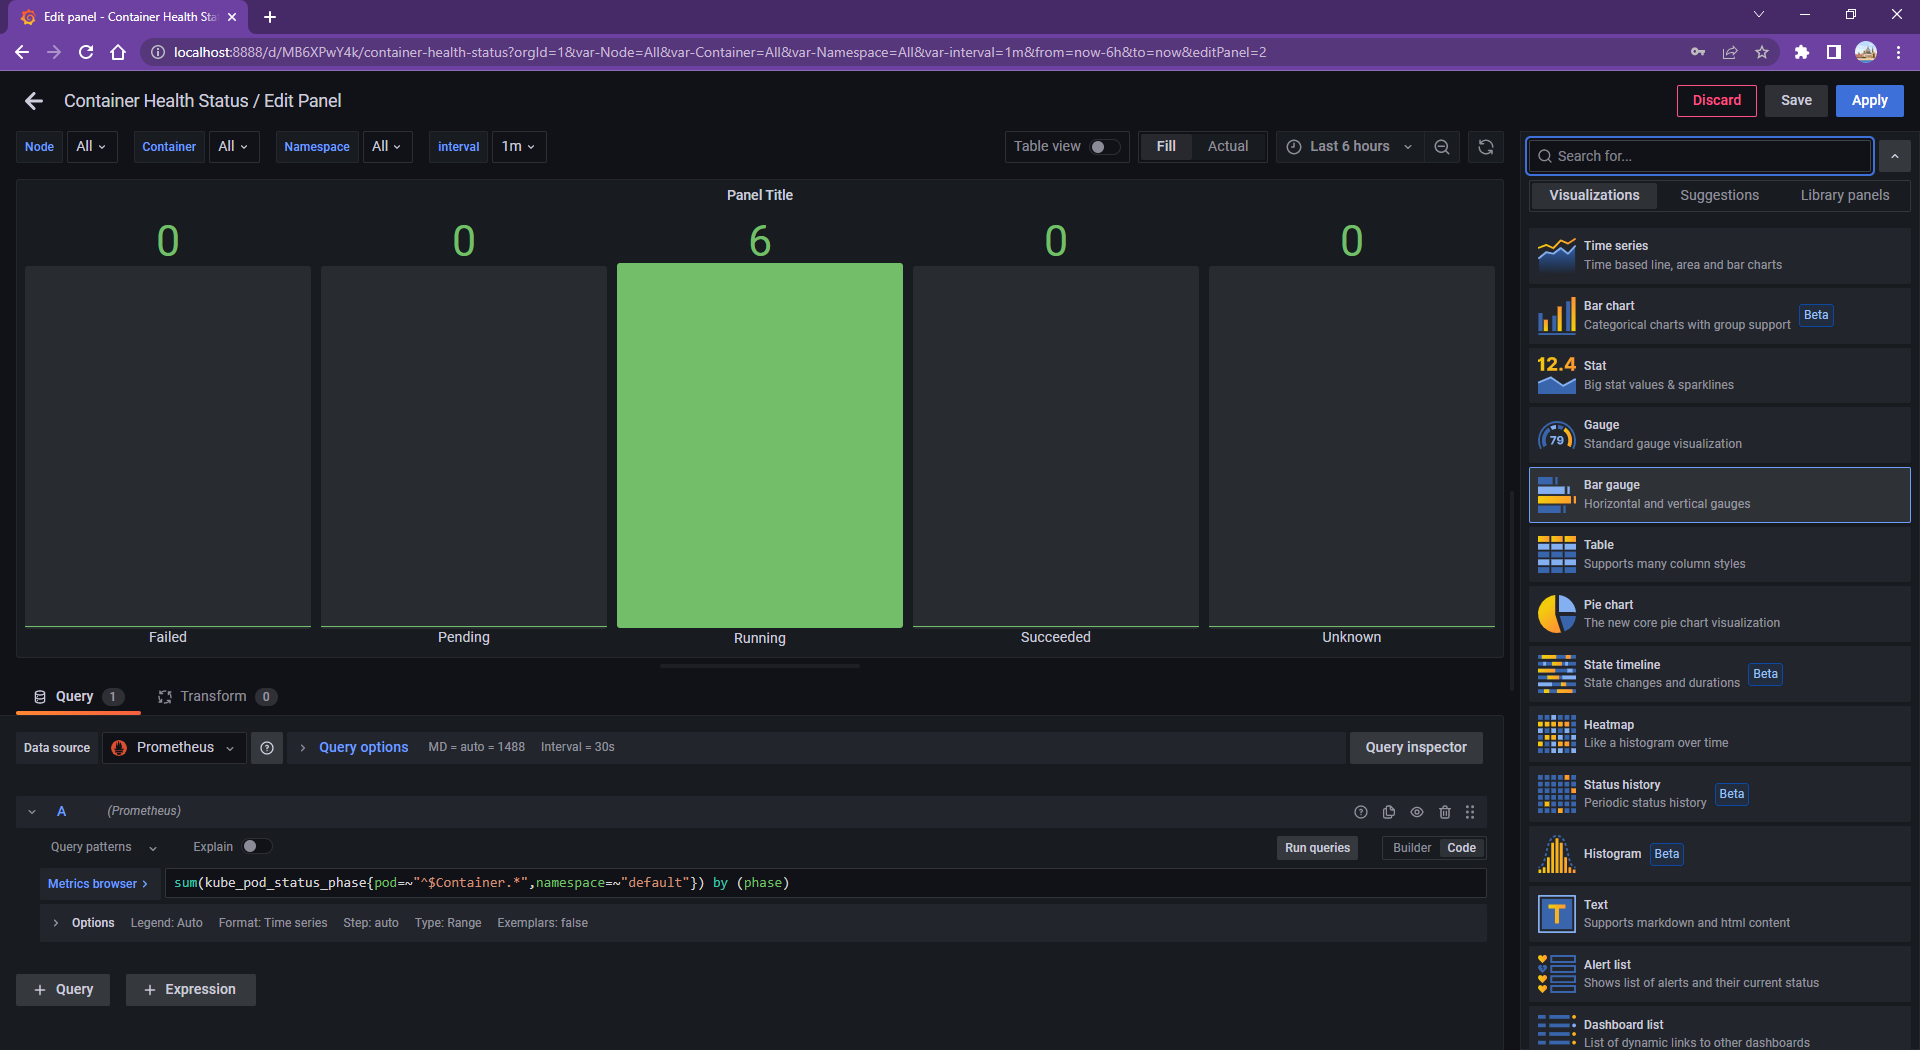 Edit panel - Container Health Sta
localhost:8888/d/MB6XPwY4k/container-health-status?orgId=1&var-Node=All&var-Container=All&var-Namespace=All&var-interval=1m&from=now-6h&to=now&editPanel=2
Container Health Status / Edit Panel
Discard Save Apply
Node All Container All Namespace All interval 1m
Table view Fill Actual Last 6 hours
Search for...
Visualizations Suggestions Library panels
Panel Title
0 0 6 0 0
Failed Pending Running Succeeded Unknown
Time series
Time based line, area and bar charts
Bar chart
Categorical charts with group support Beta
12.4
Stat
Big stat values & sparklines
79
Gauge
Standard gauge visualization
Bar gauge
Horizontal and vertical gauges
Table
Supports many column styles
Pie chart
The new core pie chart visualization
State timeline
State changes and durations Beta
Heatmap
Like a histogram over time
Status history
Periodic status history Beta
Histogram Beta
T
Text
Supports markdown and html content
Alert list
Shows list of alerts and their current status
Dashboard list
List of dynamic links to other dashboards
Query 1 Transform 0
Data source Prometheus Query options MD = auto = 1488 Interval = 30s Query inspector
A (Prometheus)
Query patterns Explain Run queries Builder Code
Metrics browser sum(kube_pod_status_phase{pod=~"^$Container.*",namespace=~"default"}) by (phase)
Options Legend: Auto Format: Time series Step: auto Type: Range Exemplars: false
+ Query + Expression